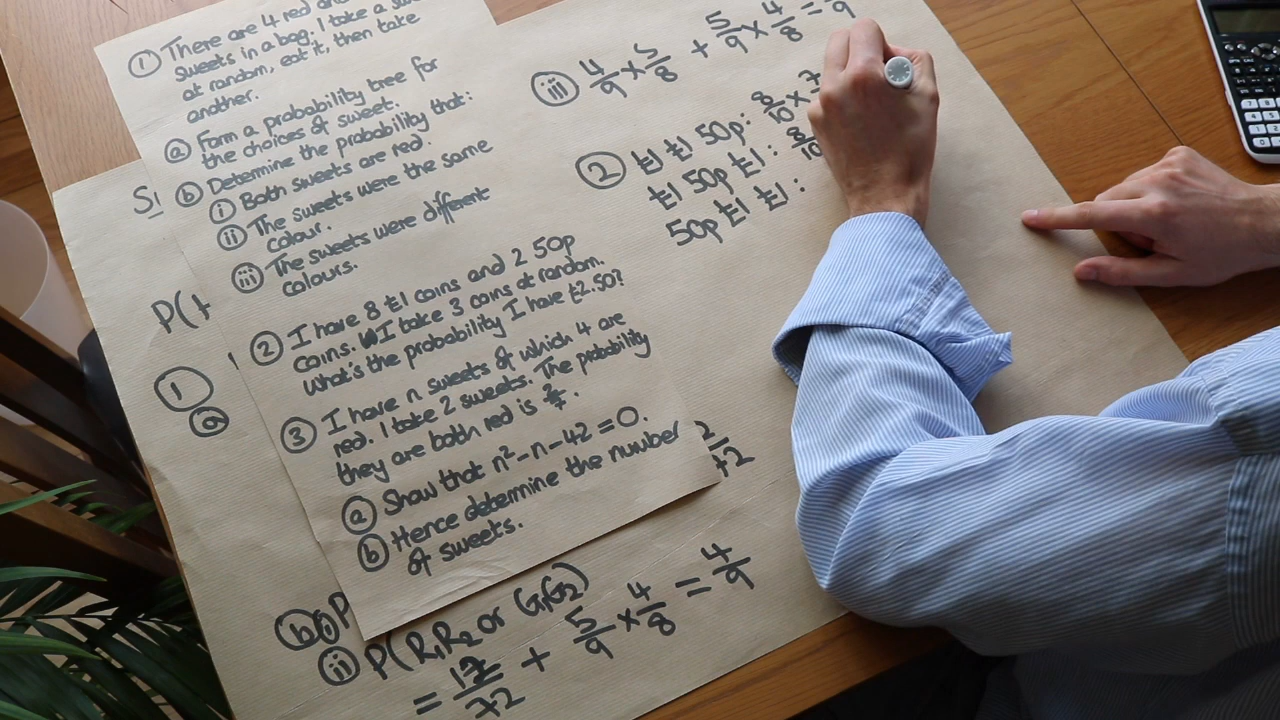 ① There are 4 red and
sweets in a bag. I take a
at random, eat it, then take
another.
ⓐ Form a probability tree for
the choices of sweet.
ⓑ Determine the probability that:
ⓘ Both sweets are red.
(ii) The sweets were the same
colour.
(iii) The sweets were different
colours.
② I have 8 £1 coins and 2 50p
coins. I take 3 coins at random.
What's the probability I have £2.50?
③ I have n sweets of which 4 are
red. I take 2 sweets. The probability
they are both red is 2/7.
ⓐ Show that n²-n-42=0.
ⓑ Hence determine the number
of sweets.
P(
①
ⓐ
ⓑ ⓘ P
(ii) P(R₁R₂ or G₁G₂)
= 12/72 + 5/9 × 4/8 = 4/9
2/72
(iii) 4/9 × 5/8 + 5/9 × 4/8 = /9
② £1 £1 50p: 8/10 × 7
£1 50p £1: 8/10
50p £1 £1: